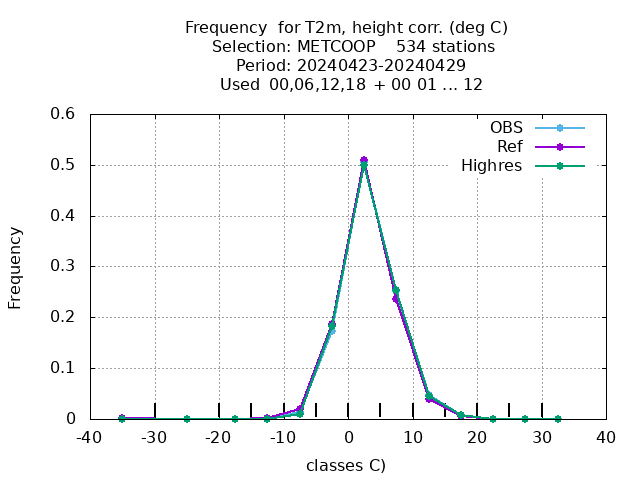 Frequency  for T2m, height corr. (deg C)
Selection: METCOOP    534 stations
Period: 20240423-20240429
Used  00,06,12,18  + 00 01 ... 12
OBS
Ref
Highres
Frequency
0.6
0.5
0.4
0.3
0.2
0.1
0
-40 -30 -20 -10 0 10 20 30 40
classes C)